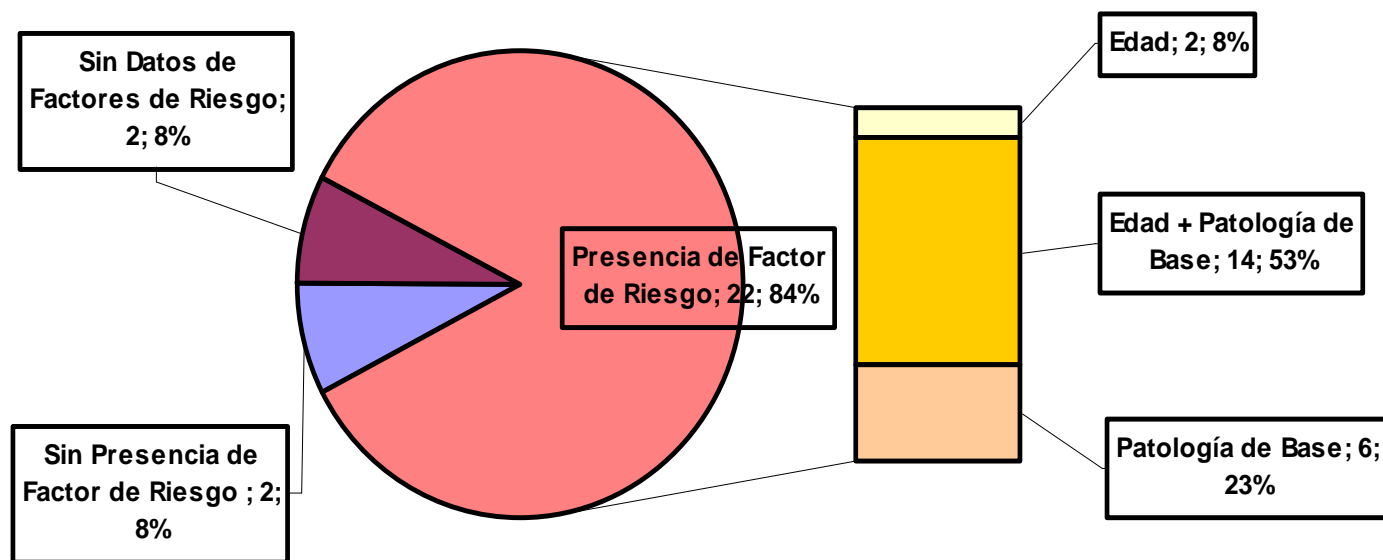 Sin Datos de
Factores de Riesgo;
2; 8%
Sin Presencia de
Factor de Riesgo ; 2;
8%
Presencia de Factor
de Riesgo; 22; 84%
Edad; 2; 8%
Edad + Patología de
Base; 14; 53%
Patología de Base; 6;
23%